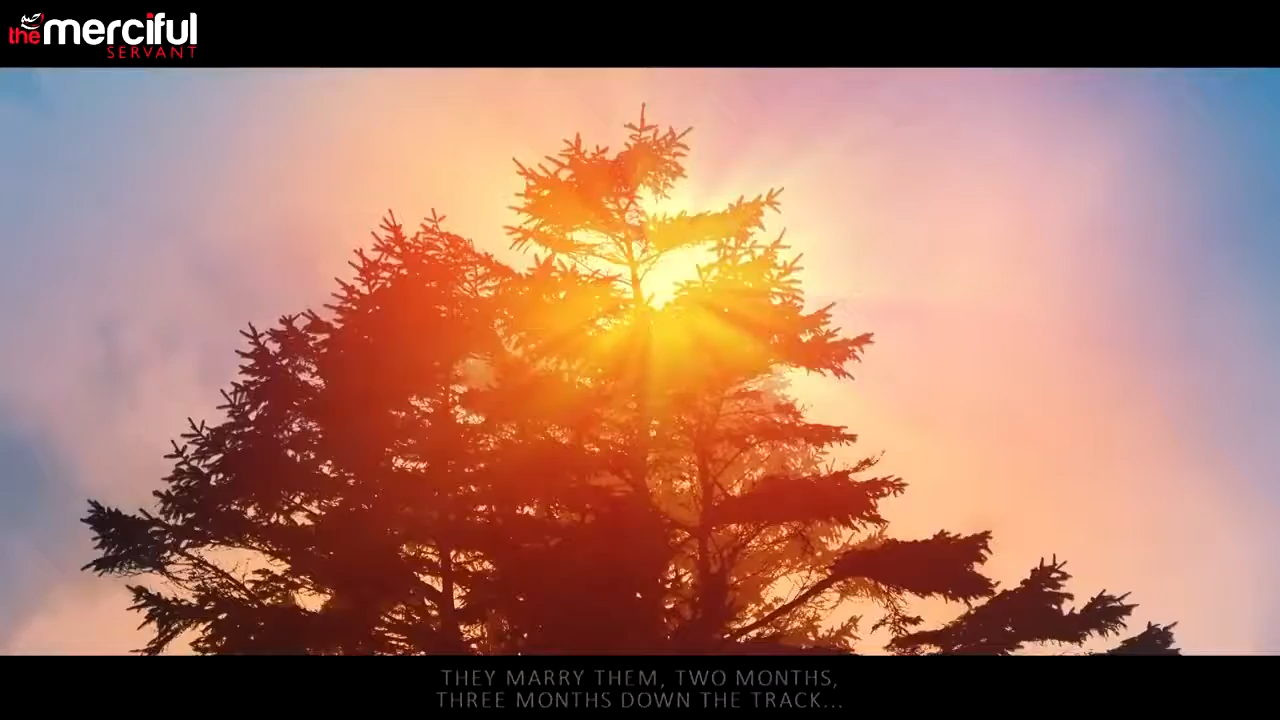 the merciful
SERVANT
THEY MARRY THEM, TWO MONTHS,
THREE MONTHS DOWN THE TRACK...